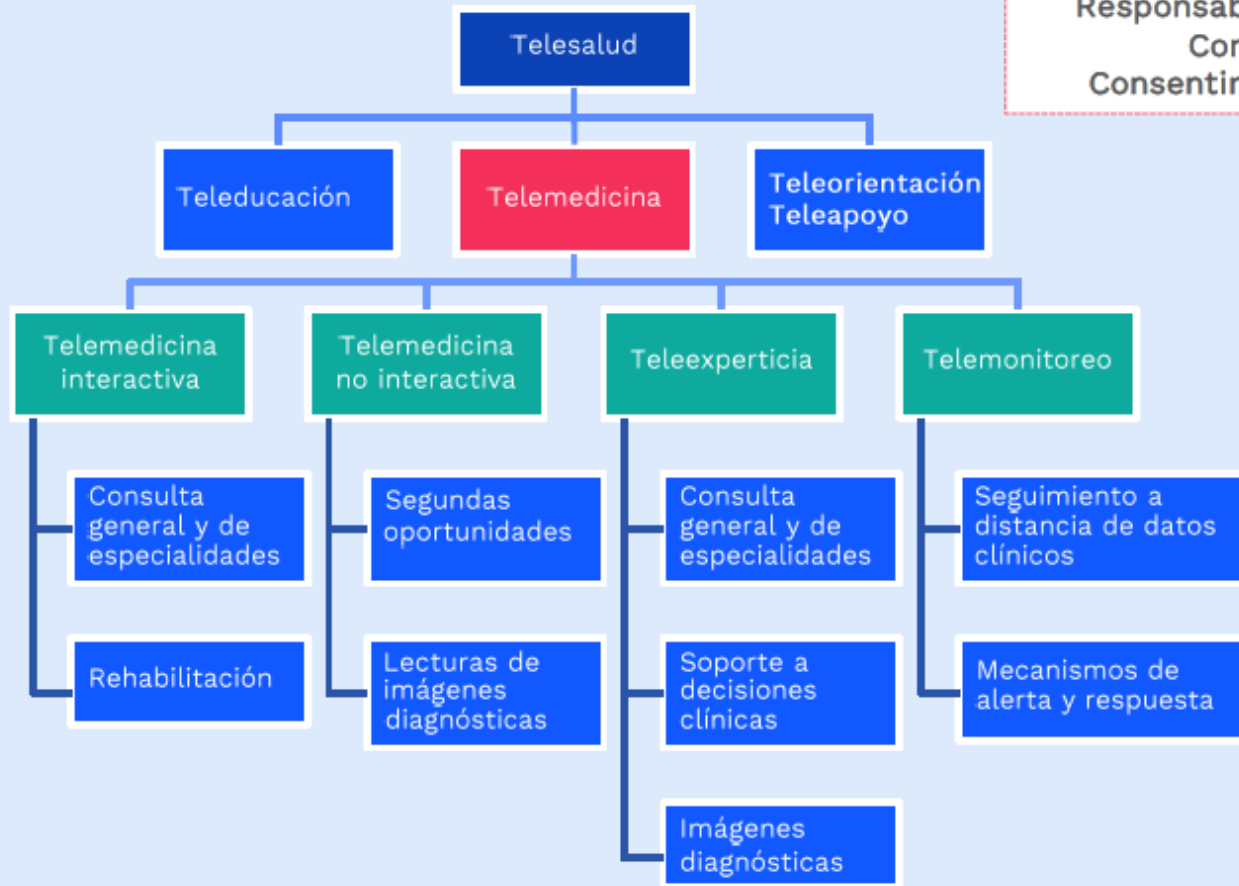 Telesalud
Teleducación
Telemedicina
Teleorientación
Teleapoyo
Telemedicina
interactiva
Telemedicina
no interactiva
Teleexperticia
Telemonitoreo
Consulta
general y de
especialidades
Rehabilitación
Segundas
oportunidades
Lecturas de
imágenes
diagnósticas
Consulta
general y de
especialidades
Soporte a
decisiones
clínicas
Imágenes
diagnósticas
Seguimiento a
distancia de datos
clínicos
Mecanismos de
alerta y respuesta